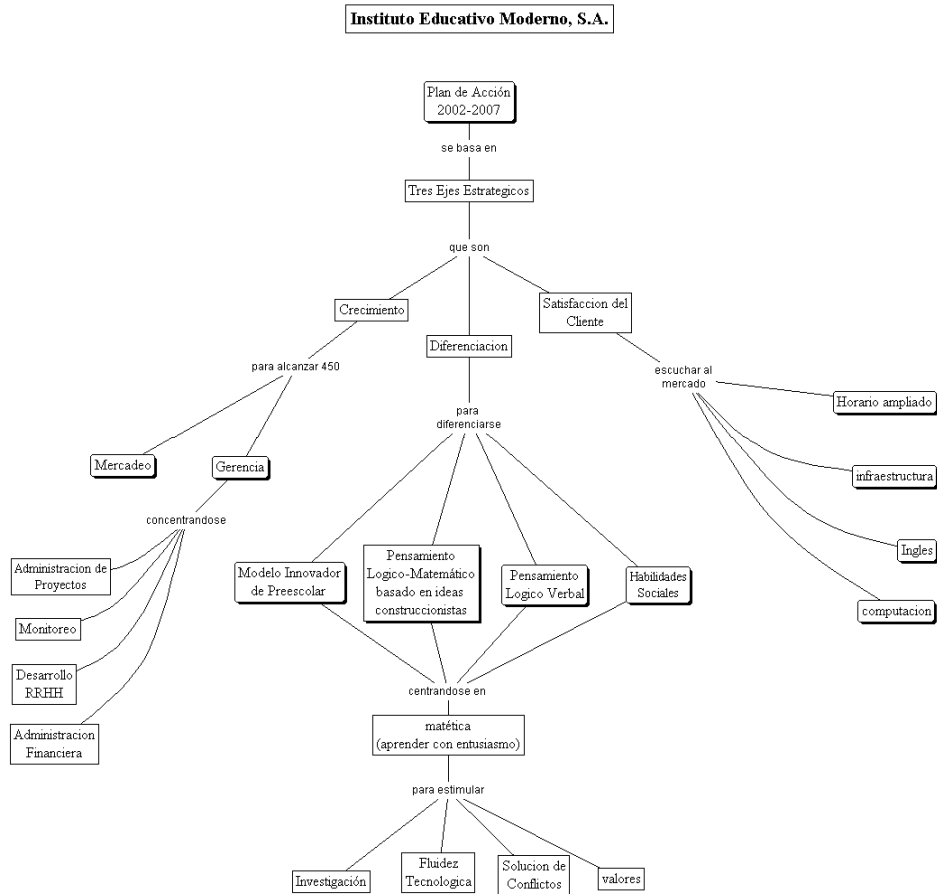 Instituto Educativo Moderno, S.A.
Plan de Acción
2002-2007
se basa en
Tres Ejes Estrategicos
que son
Crecimiento
Diferenciacion
Satisfaccion del
Cliente
para alcanzar 450
Mercadeo
Gerencia
concentrandose
Administracion de
Proyectos
Monitoreo
Desarrollo
RRHH
Administracion
Financiera
para
diferenciarse
Modelo Innovador
de Preescolar
Pensamiento
Logico-Matemático
basado en ideas
construccionistas
Pensamiento
Logico Verbal
Habilidades
Sociales
centrandose en
matética
(aprender con entusiasmo)
para estimular
Investigación
Fluidez
Tecnologica
Solucion de
Conflictos
valores
escuchar al
mercado
Horario ampliado
infraestructura
Ingles
computacion